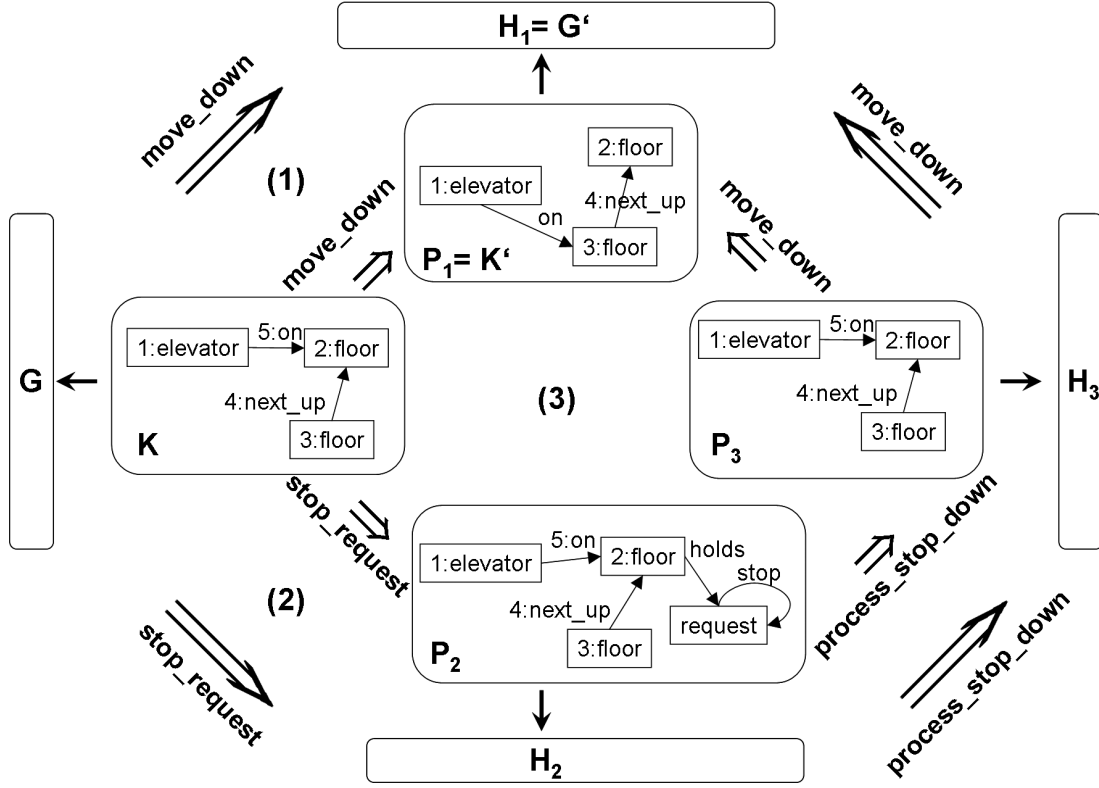 H1= G‘
move_down
move_down
(1)
2:floor
1:elevator
4:next_up
on
3:floor
P1= K‘
move_down
move_down
G
5:on
1:elevator
2:floor
4:next_up
3:floor
K
(3)
5:on
1:elevator
2:floor
4:next_up
3:floor
P3
H3
stop_request
5:on
1:elevator
2:floor
holds
stop
4:next_up
request
3:floor
P2
process_stop_down
(2)
stop_request
process_stop_down
H2